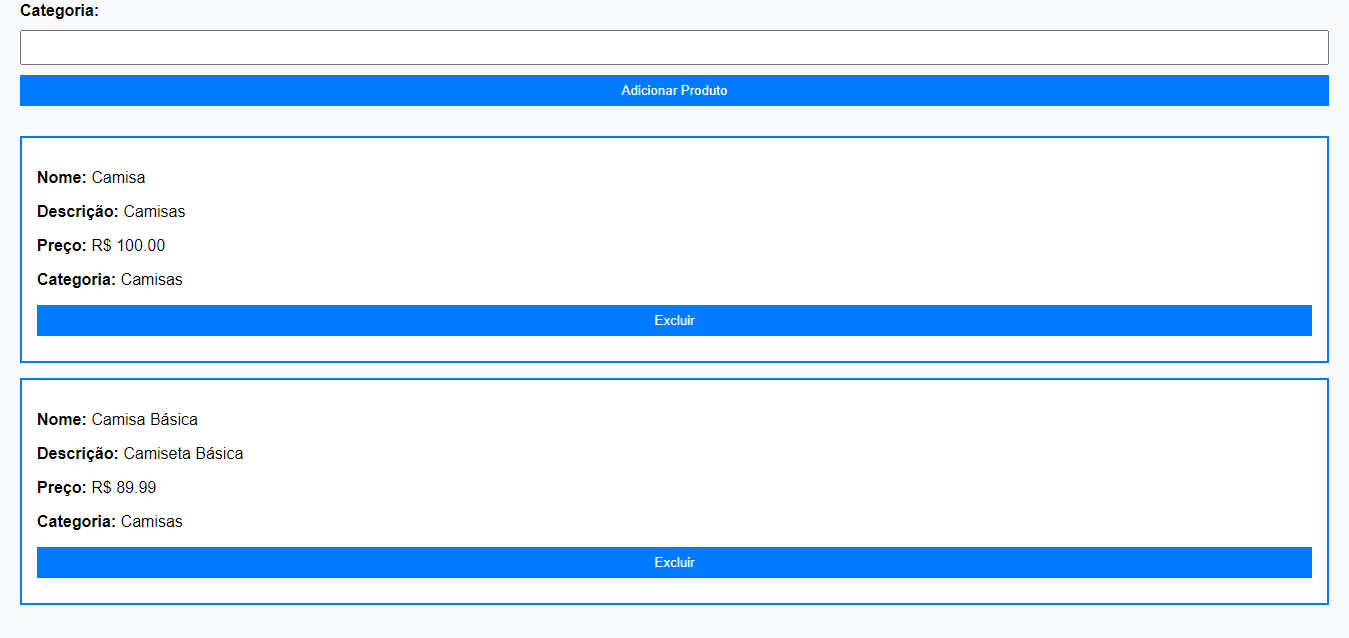 Categoria:
Adicionar Produto
Nome: Camisa
Descrição: Camisas
Preço: R$ 100.00
Categoria: Camisas
Excluir
Nome: Camisa Básica
Descrição: Camiseta Básica
Preço: R$ 89.99
Categoria: Camisas
Excluir